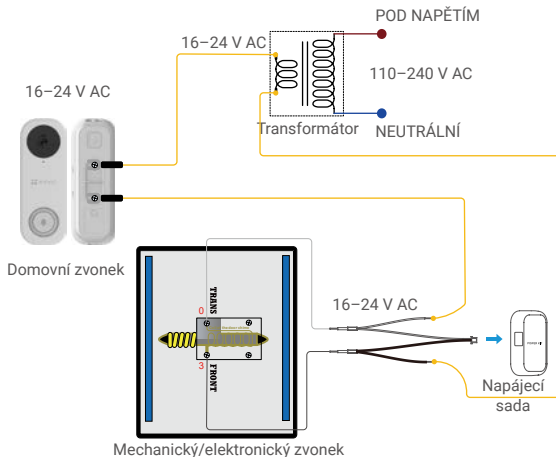 POD NAPĚTÍM
16–24 V AC
110–240 V AC
16–24 V AC
Transformátor
NEUTRÁLNÍ
Domovní zvonek
TRANS
0
16–24 V AC
3
FRONT
Napájecí
sada
Mechanický/elektronický zvonek